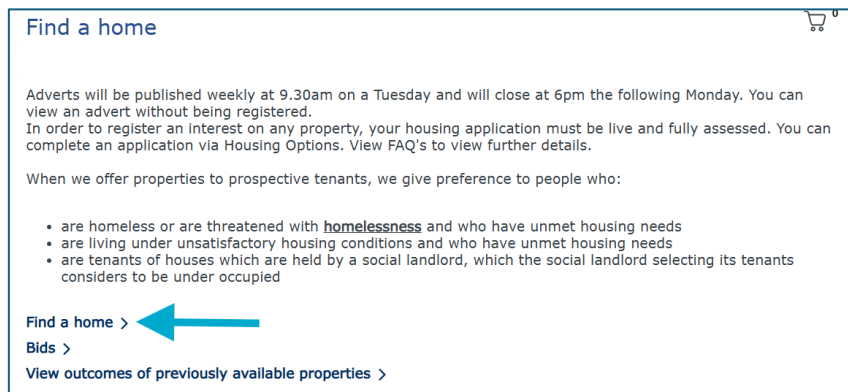 Find a home
0
Adverts will be published weekly at 9.30am on a Tuesday and will close at 6pm the following Monday. You can
view an advert without being registered.
In order to register an interest on any property, your housing application must be live and fully assessed. You can
complete an application via Housing Options. View FAQ's to view further details.
When we offer properties to prospective tenants, we give preference to people who:
• are homeless or are threatened with homelessness and who have unmet housing needs
• are living under unsatisfactory housing conditions and who have unmet housing needs
• are tenants of houses which are held by a social landlord, which the social landlord selecting its tenants
considers to be under occupied
Find a home >
Bids >
View outcomes of previously available properties >